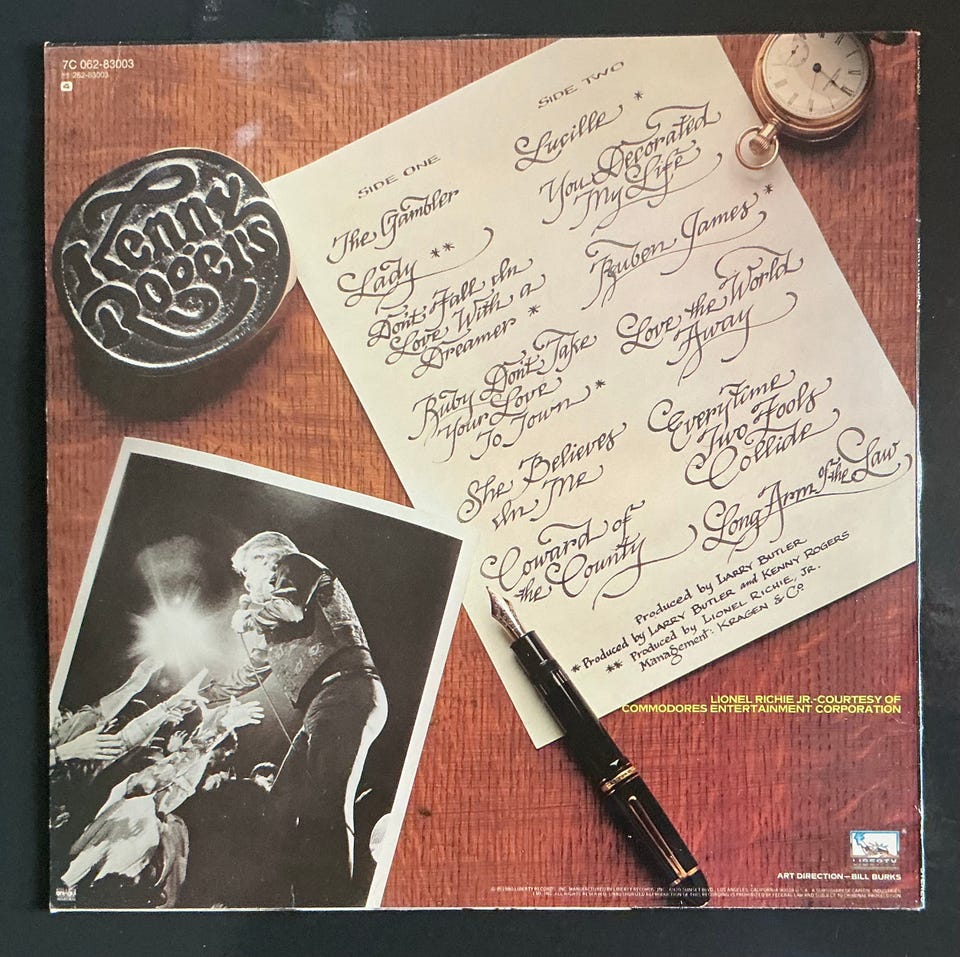 7C 062-83003
262-83003
Kenny
Rogers
SIDE ONE
The Gambler
Lady **
Don't Fall In
Love With a
Dreamer *
Ruby Don't Take
Your Love
To Town *
She Believes
In Me
Coward of
the County
SIDE TWO
Lucille *
You Decorated
My Life
Ruben James *
Love the World
Away
Everytime
Two Fools
Collide
Long Arm of the Law
Produced by LARRY BUTLER
*Produced by LARRY BUTLER and KENNY ROGERS
** Produced by LIONEL RICHIE, JR.
Management: KRAGEN & Co
LIONEL RICHIE JR.-COURTESY OF
COMMODORES ENTERTAINMENT CORPORATION
LIBERTY
ART DIRECTION—BILL BURKS